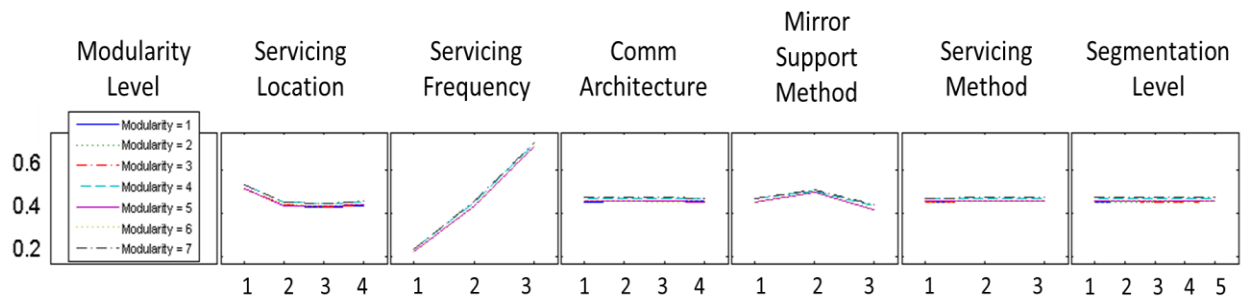 Modularity
Level
Servicing
Location
Servicing
Frequency
Comm
Architecture
Mirror
Support
Method
Servicing
Method
Segmentation
Level
Modularity = 1
Modularity = 2
Modularity = 3
Modularity = 4
Modularity = 5
Modularity = 6
Modularity = 7
0.6
0.4
0.2
1 2 3 4
1 2 3
1 2 3 4
1 2 3
1 2 3
1 2 3 4 5